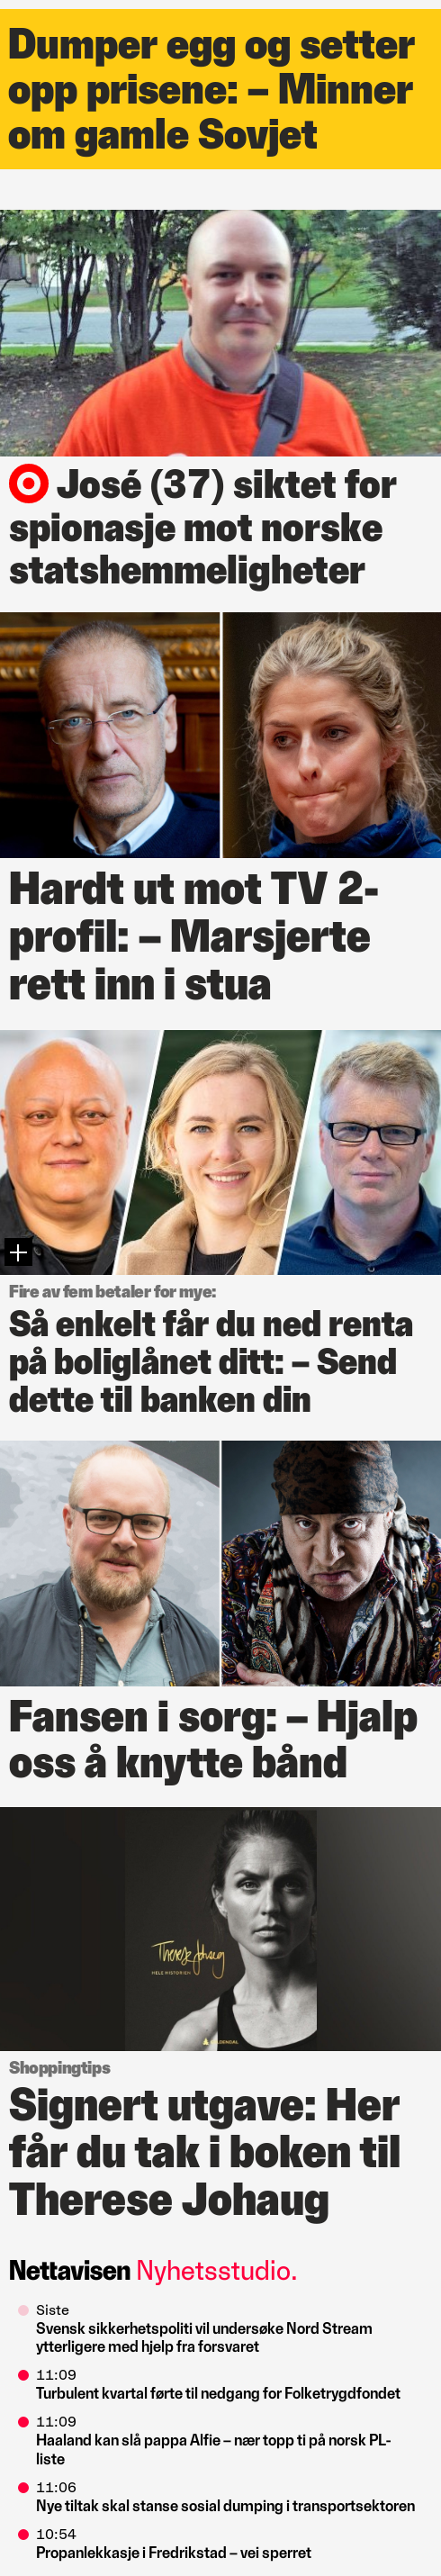 Dumper egg og setter
opp prisene: – Minner
om gamle Sovjet
José (37) siktet for
spionasje mot norske
statshemmeligheter
Hardt ut mot TV 2-
profil: – Marsjerte
rett inn i stua
Fire av fem betaler for mye:
Så enkelt får du ned renta
på boliglånet ditt: – Send
dette til banken din
Fansen i sorg: – Hjalp
oss å knytte bånd
Therese Johaug
HELE HISTORIEN
GYLDENDAL
Shoppingtips
Signert utgave: Her
får du tak i boken til
Therese Johaug
Nettavisen Nyhetsstudio.
Siste
Svensk sikkerhetspoliti vil undersøke Nord Stream
ytterligere med hjelp fra forsvaret
11:09
Turbulent kvartal førte til nedgang for Folketrygdfondet
11:09
Haaland kan slå pappa Alfie – nær topp ti på norsk PL-
liste
11:06
Nye tiltak skal stanse sosial dumping i transportsektoren
10:54
Propanlekkasje i Fredrikstad – vei sperret